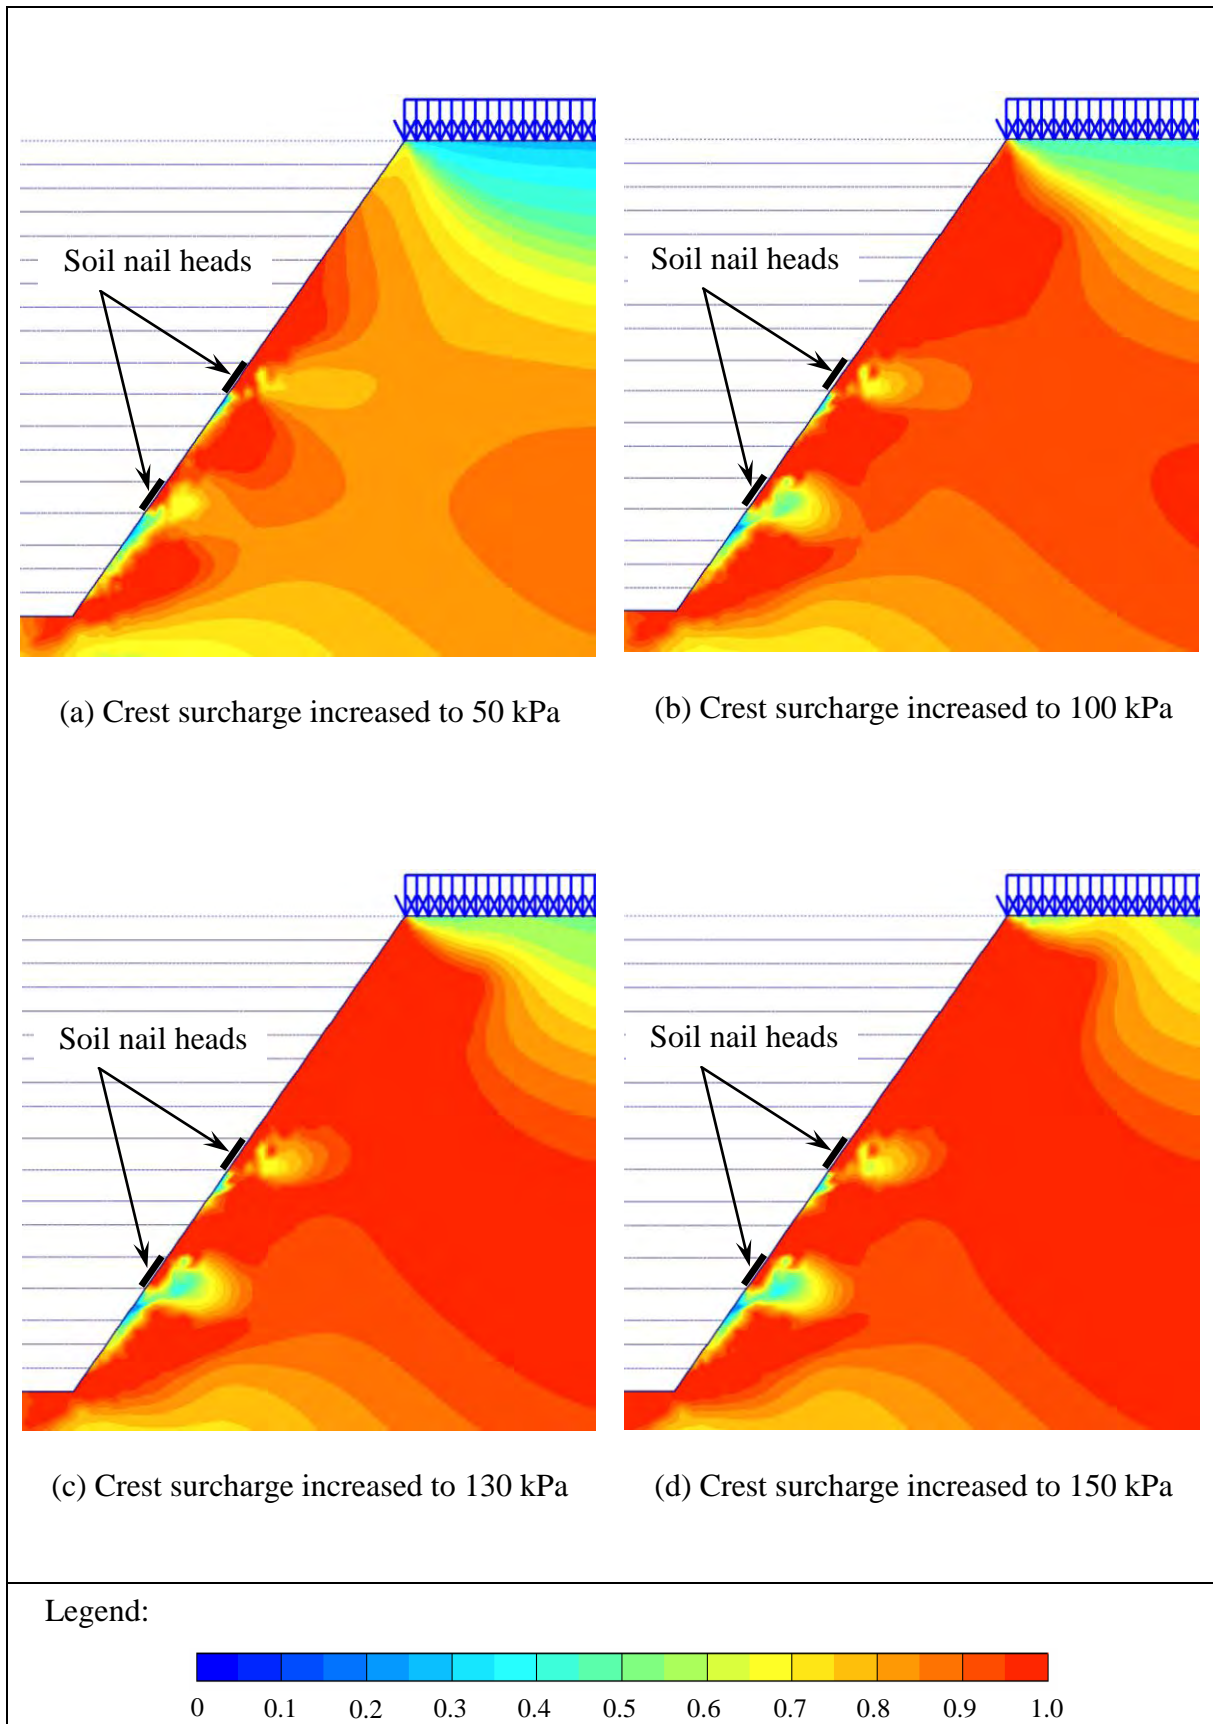 Soil nail heads
Soil nail heads
(a) Crest surcharge increased to 50 kPa
(b) Crest surcharge increased to 100 kPa
Soil nail heads
Soil nail heads
(c) Crest surcharge increased to 130 kPa
(d) Crest surcharge increased to 150 kPa
Legend:
0 0.1 0.2 0.3 0.4 0.5 0.6 0.7 0.8 0.9 1.0